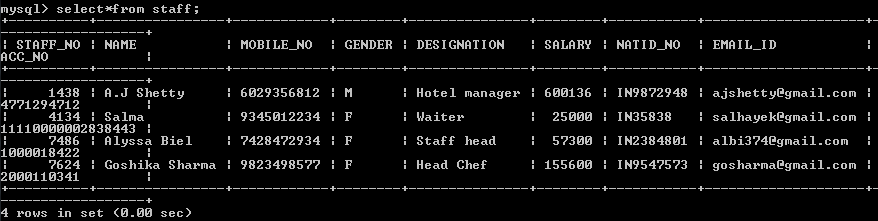 mysql> select*from staff;
+----------+----------------+------------+--------+---------------+--------+-----------+--------------------+
-------------------+
| STAFF_NO | NAME | MOBILE_NO | GENDER | DESIGNATION | SALARY | NATID_NO | EMAIL_ID |
ACC_NO |
+----------+----------------+------------+--------+---------------+--------+-----------+--------------------+
-------------------+
| 1438 | A.J Shetty | 6029356812 | M | Hotel manager | 600136 | IN9872948 | ajshetty@gmail.com |
4771294712 |
| 4134 | Salma | 9345012234 | F | Waiter | 25000 | IN35838 | salhayek@gmail.com |
11110000002838443 |
| 7486 | Alyssa Biel | 7428472934 | F | Staff head | 57300 | IN2384801 | albi374@gmail.com |
1000018422 |
| 7624 | Goshika Sharma | 9823498577 | F | Head Chef | 155600 | IN9547573 | gosharma@gmail.com |
2000110341 |
+----------+----------------+------------+--------+---------------+--------+-----------+--------------------+
-------------------+
4 rows in set (0.00 sec)